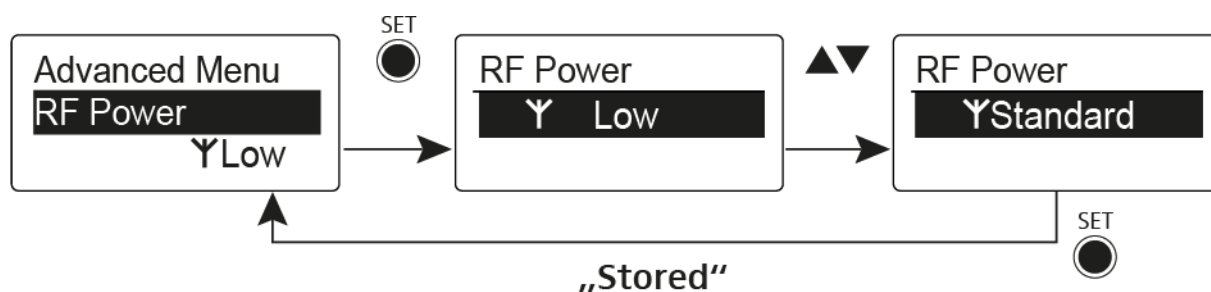 SET
Advanced Menu
RF Power
Low
RF Power
Low
RF Power
Standard
SET
„Stored“